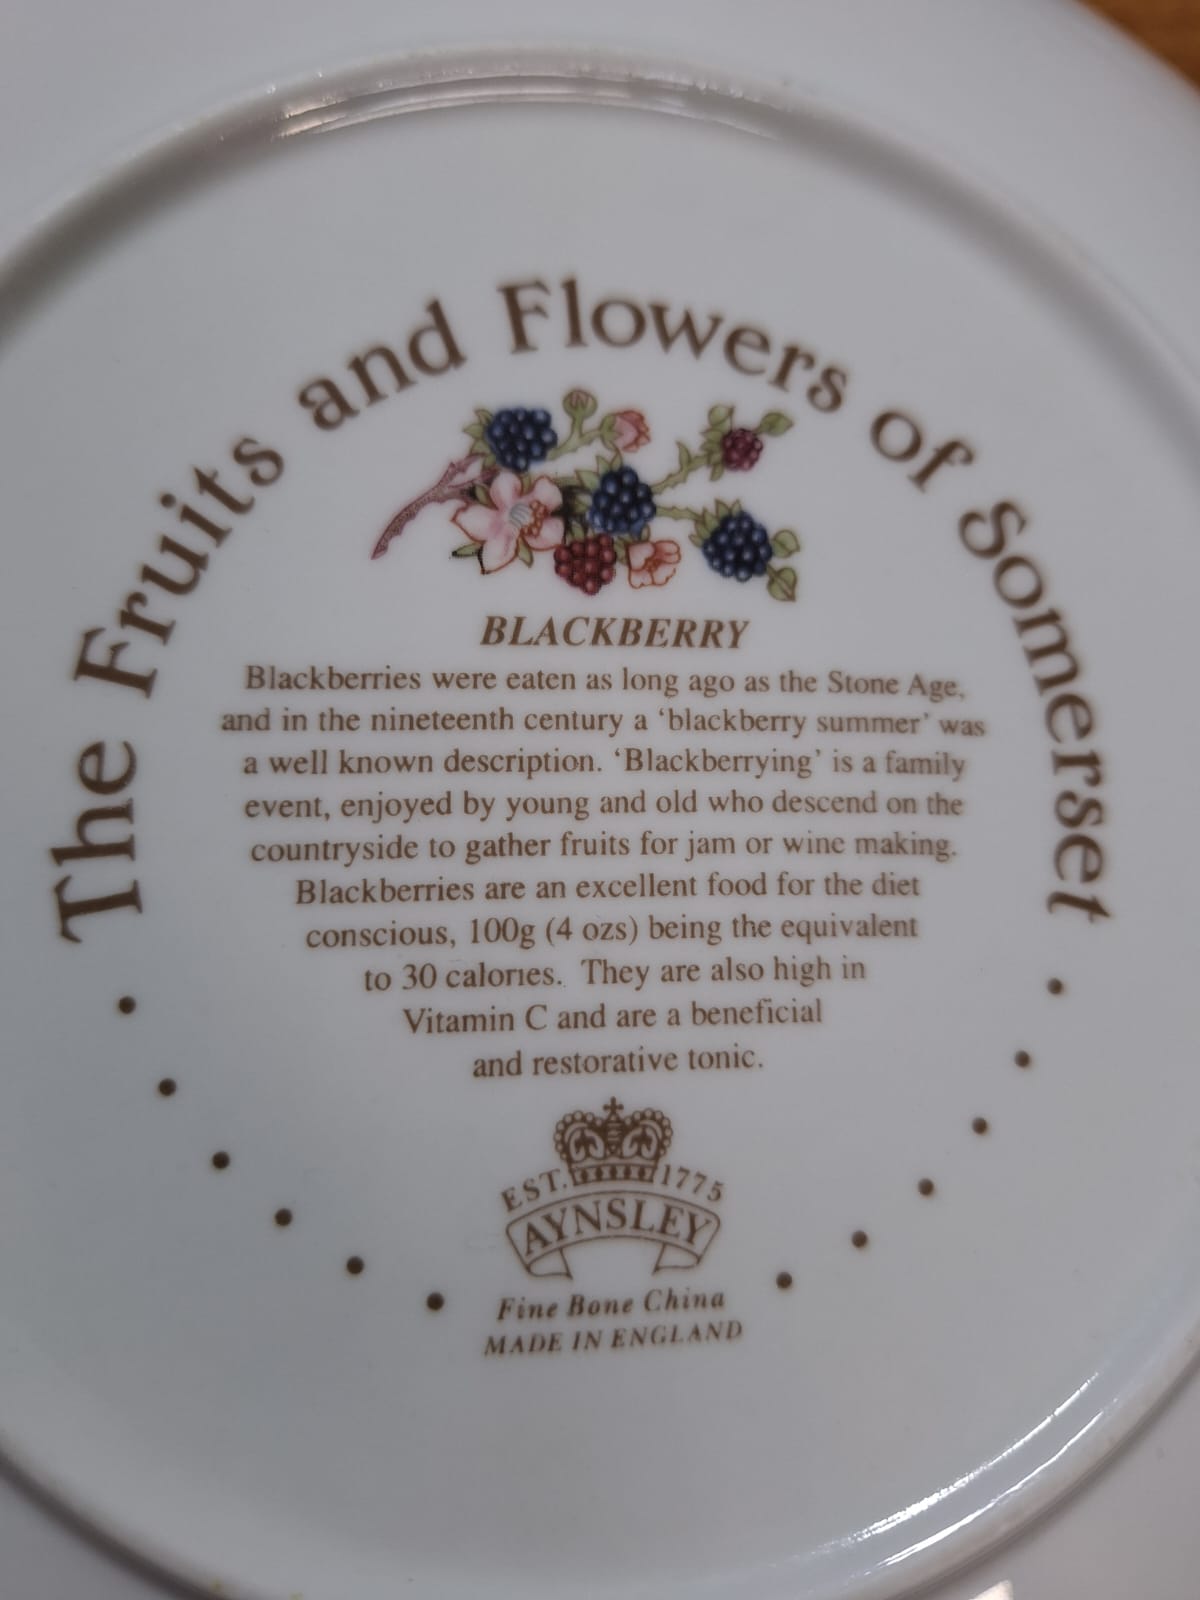 The Fruits and Flowers of Somerset
BLACKBERRY
Blackberries were eaten as long ago as the Stone Age,
and in the nineteenth century a ‘blackberry summer’ was
a well known description. ‘Blackberrying’ is a family
event, enjoyed by young and old who descend on the
countryside to gather fruits for jam or wine making.
Blackberries are an excellent food for the diet
conscious, 100g (4 ozs) being the equivalent
to 30 calories. They are also high in
Vitamin C and are a beneficial
and restorative tonic.
EST. 1775
AYNSLEY
Fine Bone China
MADE IN ENGLAND